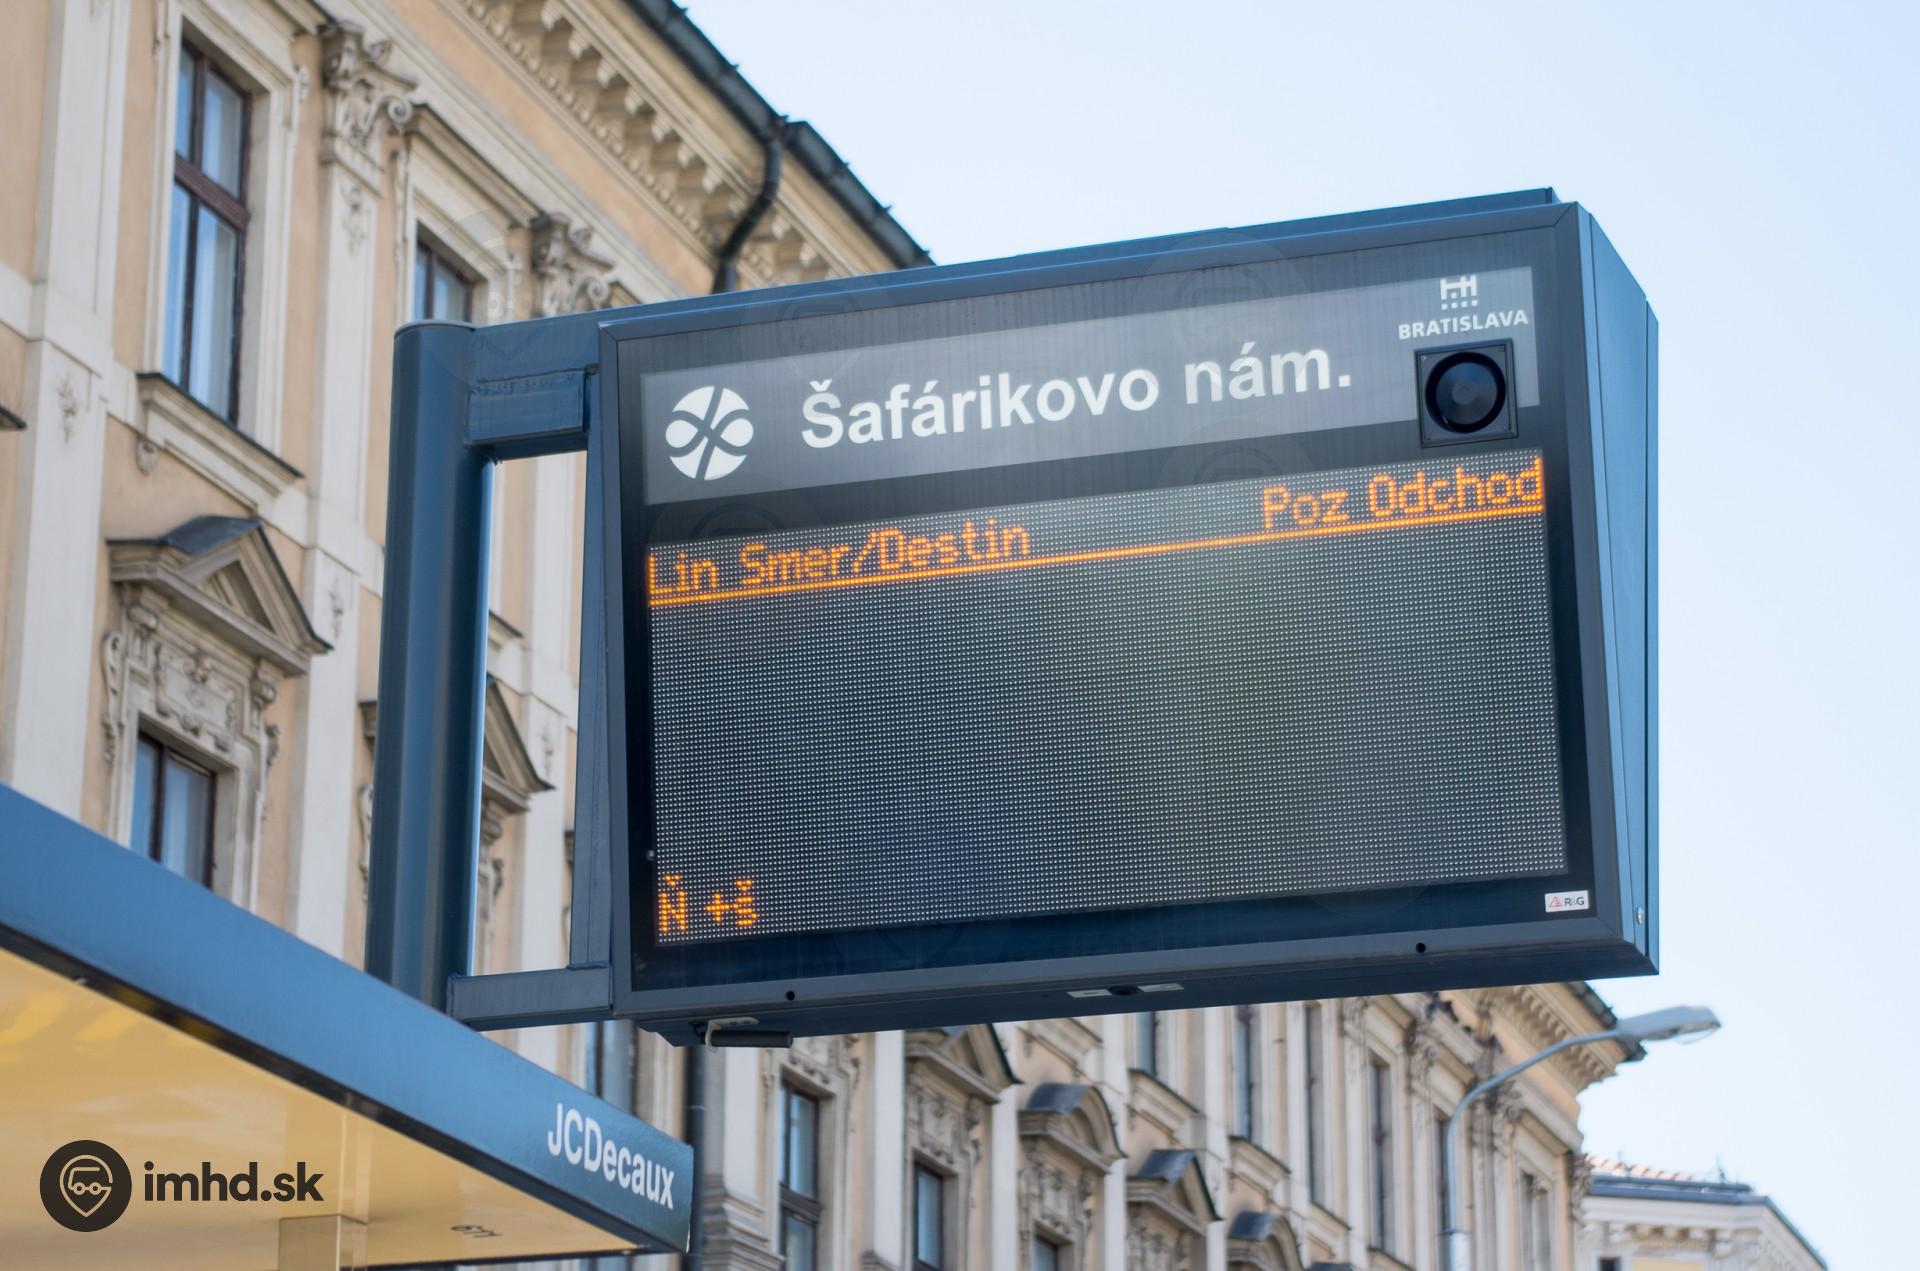 BRATISLAVA
Šafárikovo nám.
Lin Smer/Destin Poz Odchod
Ň +š
R&G
JCDecaux
imhd.sk